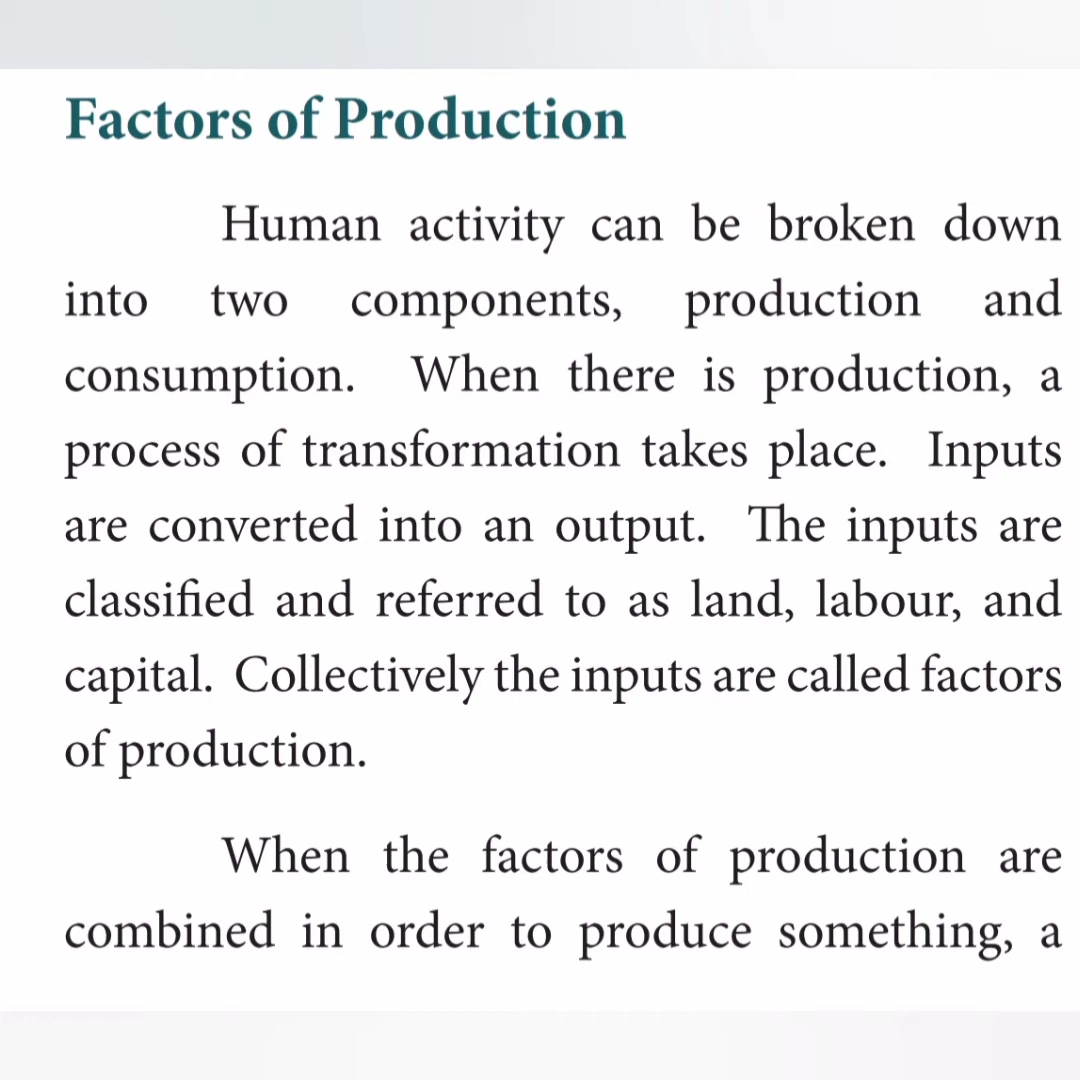 Factors of Production
Human activity can be broken down
into two components, production and
consumption. When there is production, a
process of transformation takes place. Inputs
are converted into an output. The inputs are
classified and referred to as land, labour, and
capital. Collectively the inputs are called factors
of production.
When the factors of production are
combined in order to produce something, a